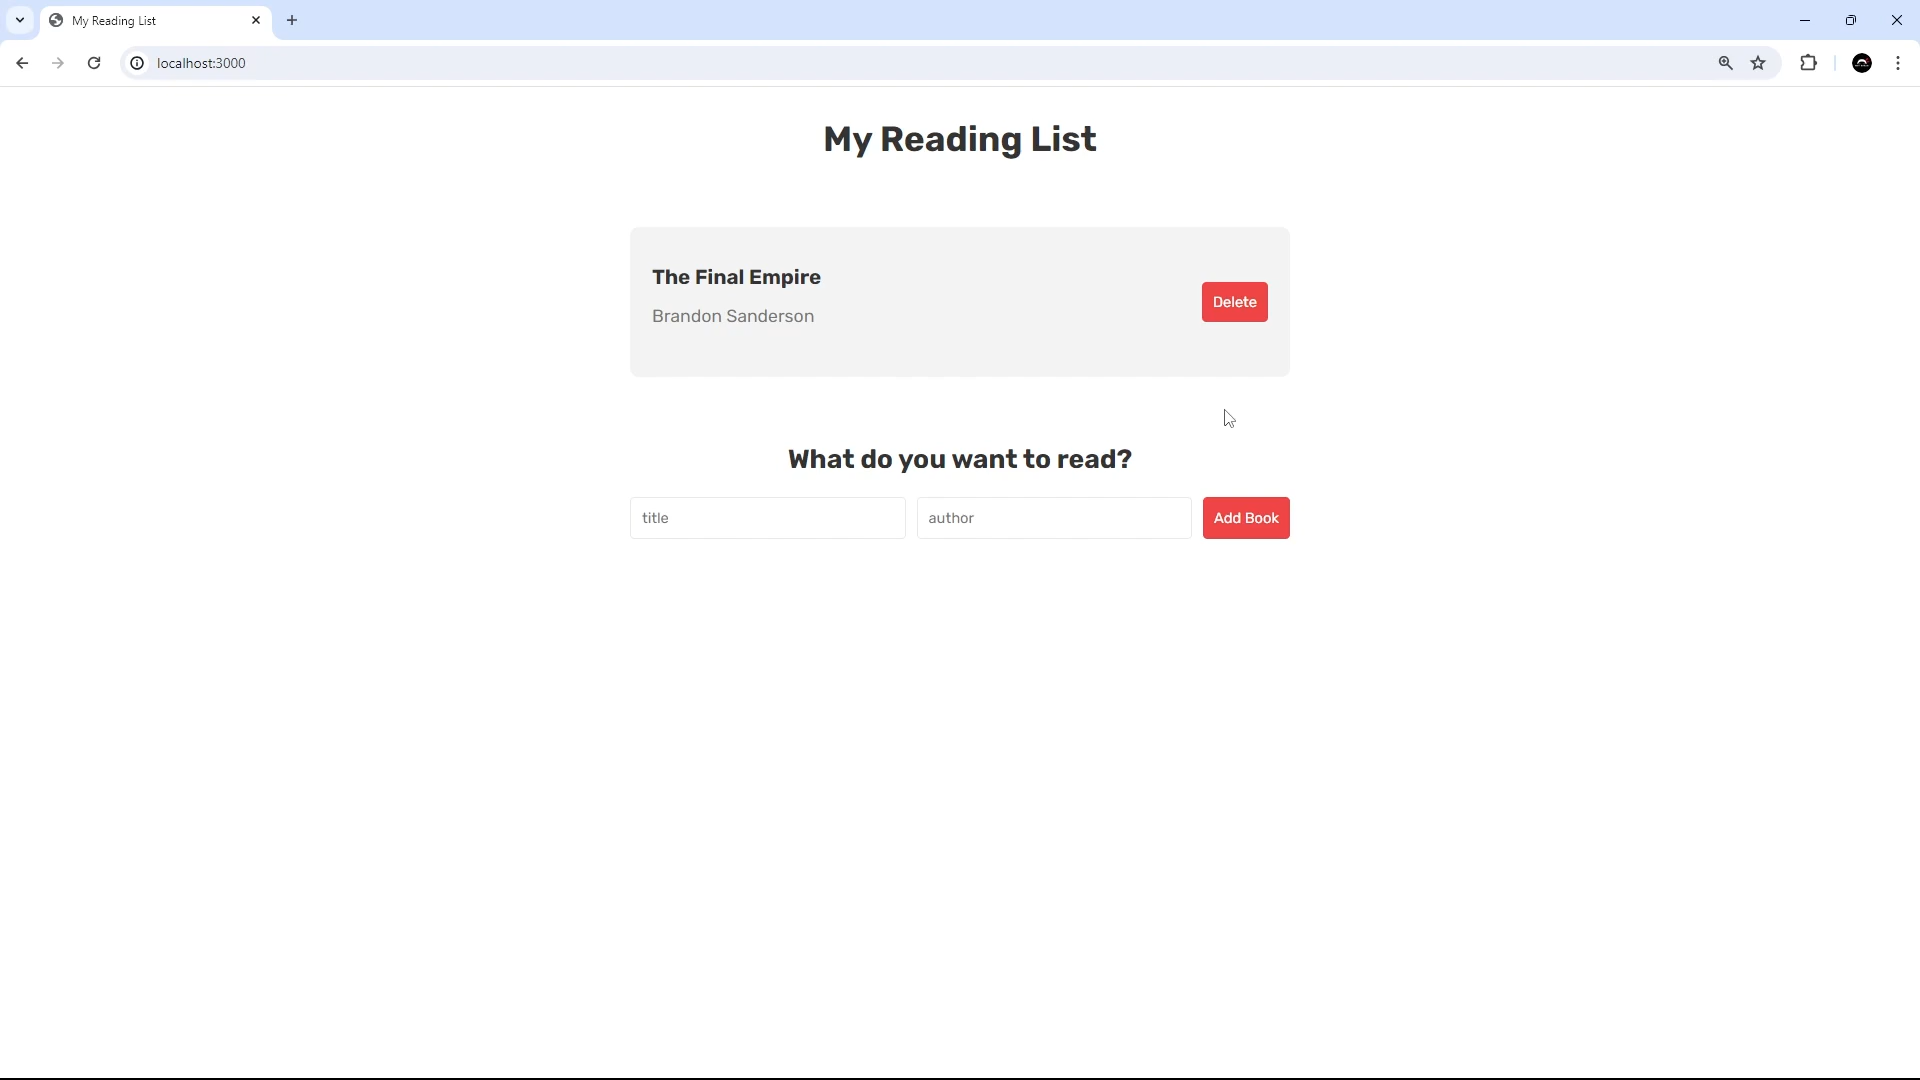 My Reading List
localhost:3000
My Reading List
The Final Empire
Brandon Sanderson
Delete
What do you want to read?
title
author
Add Book